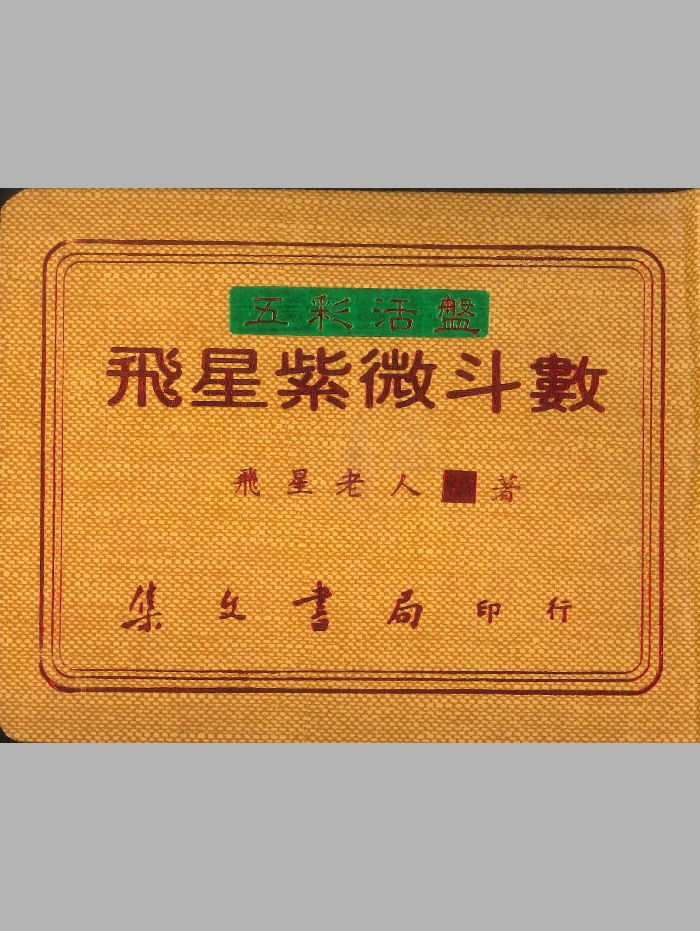 五彩活盤
飛星紫微斗數
飛星老人 著
集文書局印行